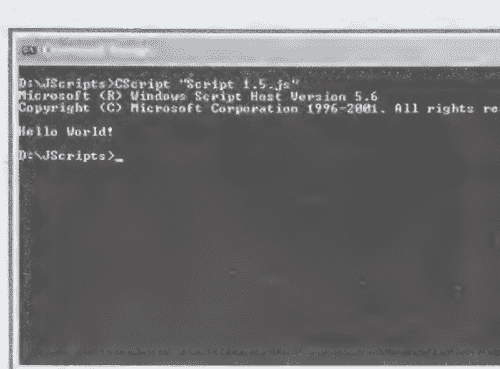 D:\JScripts>CScript "Script 1.5.js"
Microsoft (R) Windows Script Host Version 5.6
Copyright (C) Microsoft Corporation 1996-2001. All rights re
Hello World!
D:\JScripts>_